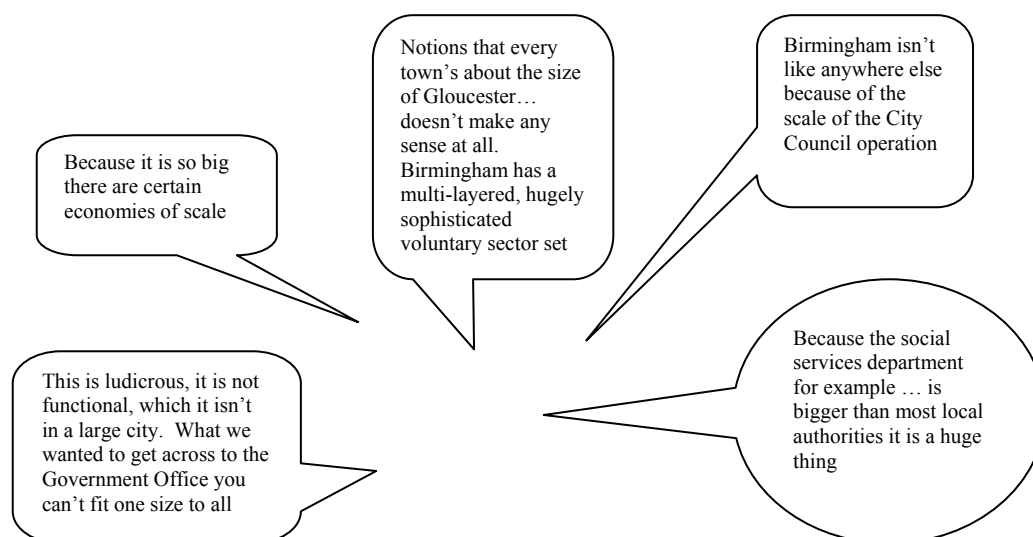 Notions that every
town’s about the size
of Gloucester…
doesn’t make any
sense at all.
Birmingham has a
multi-layered, hugely
sophisticated
voluntary sector set
Birmingham isn’t
like anywhere else
because of the
scale of the City
Council operation
Because it is so big
there are certain
economies of scale
Because the social
services department
for example … is
bigger than most local
authorities it is a huge
thing
This is ludicrous, it is not
functional, which it isn’t
in a large city.  What we
wanted to get across to the
Government Office you
can’t fit one size to all